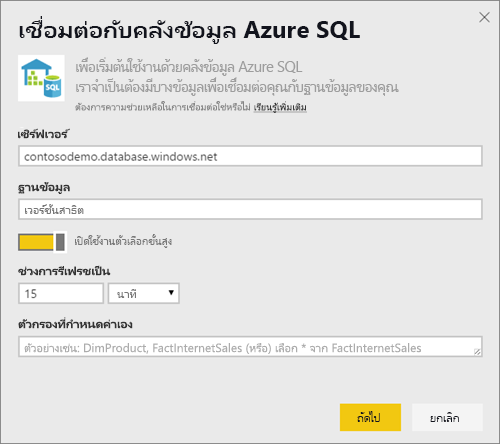 เชื่อมต่อกับคลังข้อมูล Azure SQL
เพื่อเริ่มต้นใช้งานด้วยคลังข้อมูล Azure SQL
เราจำเป็นต้องมีบางข้อมูลเพื่อเชื่อมต่อคุณกับฐานข้อมูลของคุณ
ต้องการความช่วยเหลือในการเชื่อมต่อใช่หรือไม่ เรียนรู้เพิ่มเติม
เซิร์ฟเวอร์
contosodemo.database.windows.net
ฐานข้อมูล
เวอร์ชันสาธิต
เปิดใช้งานตัวเลือกขั้นสูง
ช่วงการรีเฟรชเป็น
15 นาที
ตัวกรองที่กำหนดค่าเอง
ตัวอย่างเช่น: DimProduct, FactInternetSales (หรือ) เลือก * จาก FactInternetSales
ถัดไป ยกเลิก
SQL